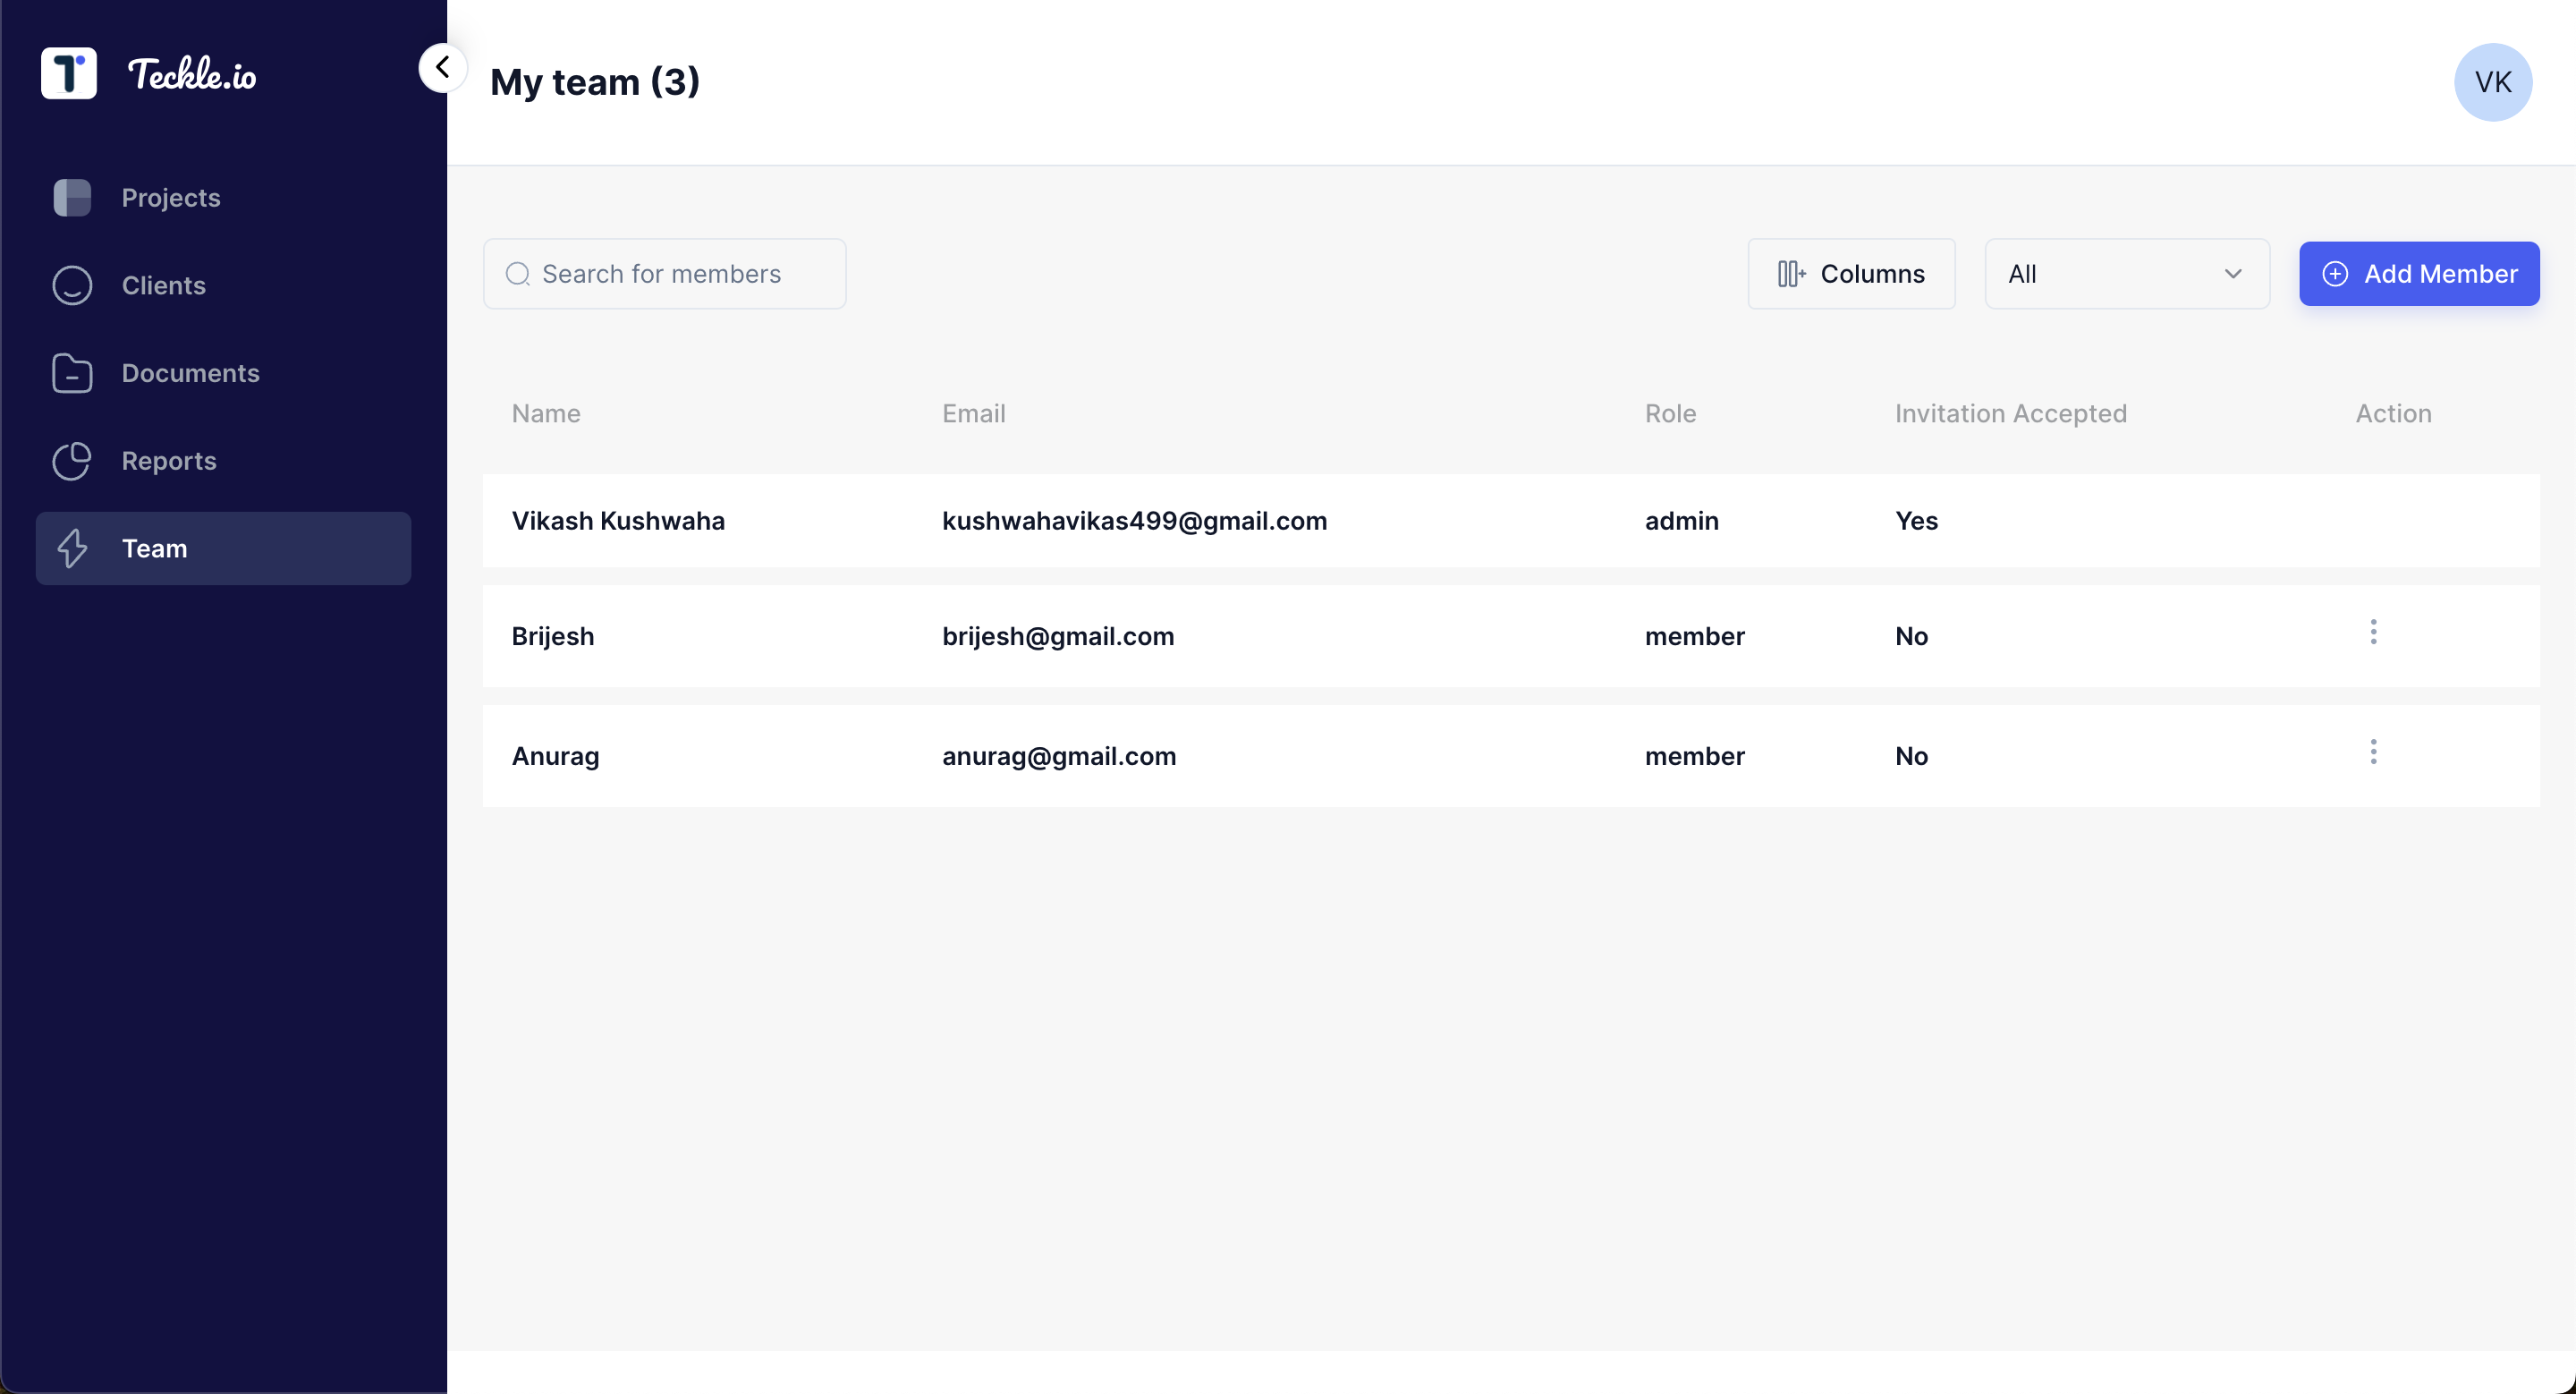 Teckle.io
My team (3)
VK
Projects
Clients
Documents
Reports
Team
Search for members
Columns
All
Add Member
Name Email Role Invitation Accepted Action
Vikash Kushwaha kushwahavikas499@gmail.com admin Yes
Brijesh brijesh@gmail.com member No
Anurag anurag@gmail.com member No